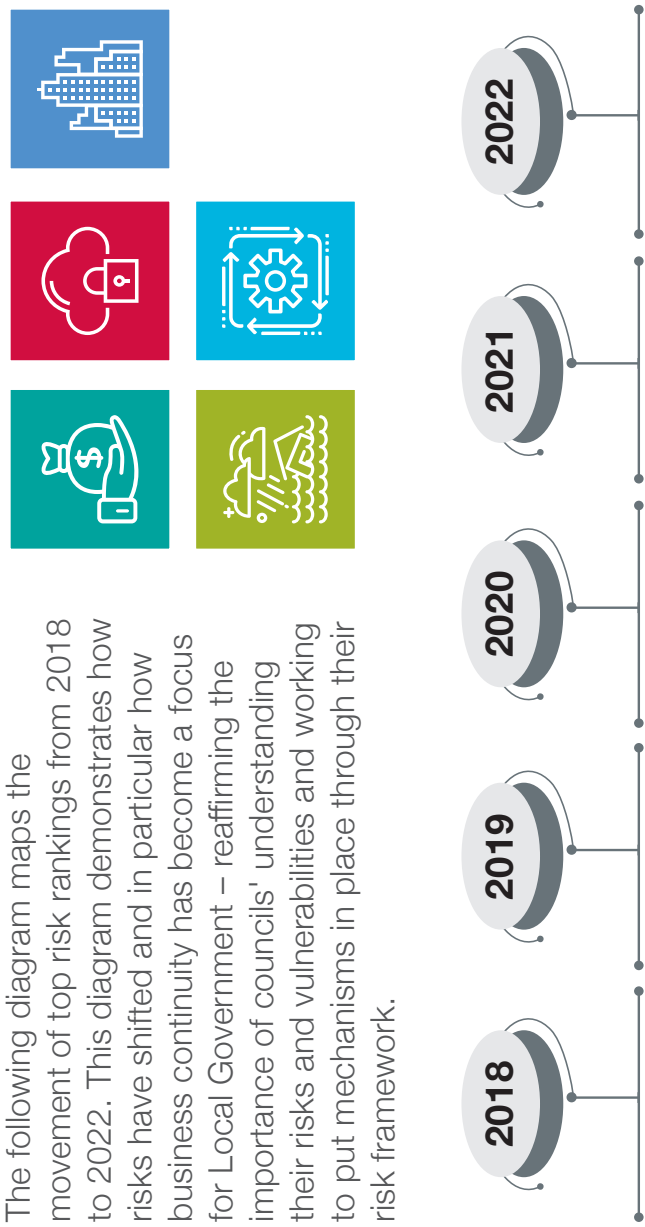 The following diagram maps the
movement of top risk rankings from 2018
to 2022. This diagram demonstrates how
risks have shifted and in particular how
business continuity has become a focus
for Local Government – reaffirming the
importance of councils' understanding
their risks and vulnerabilities and working
to put mechanisms in place through their
risk framework.
$
2018
2019
2020
2021
2022